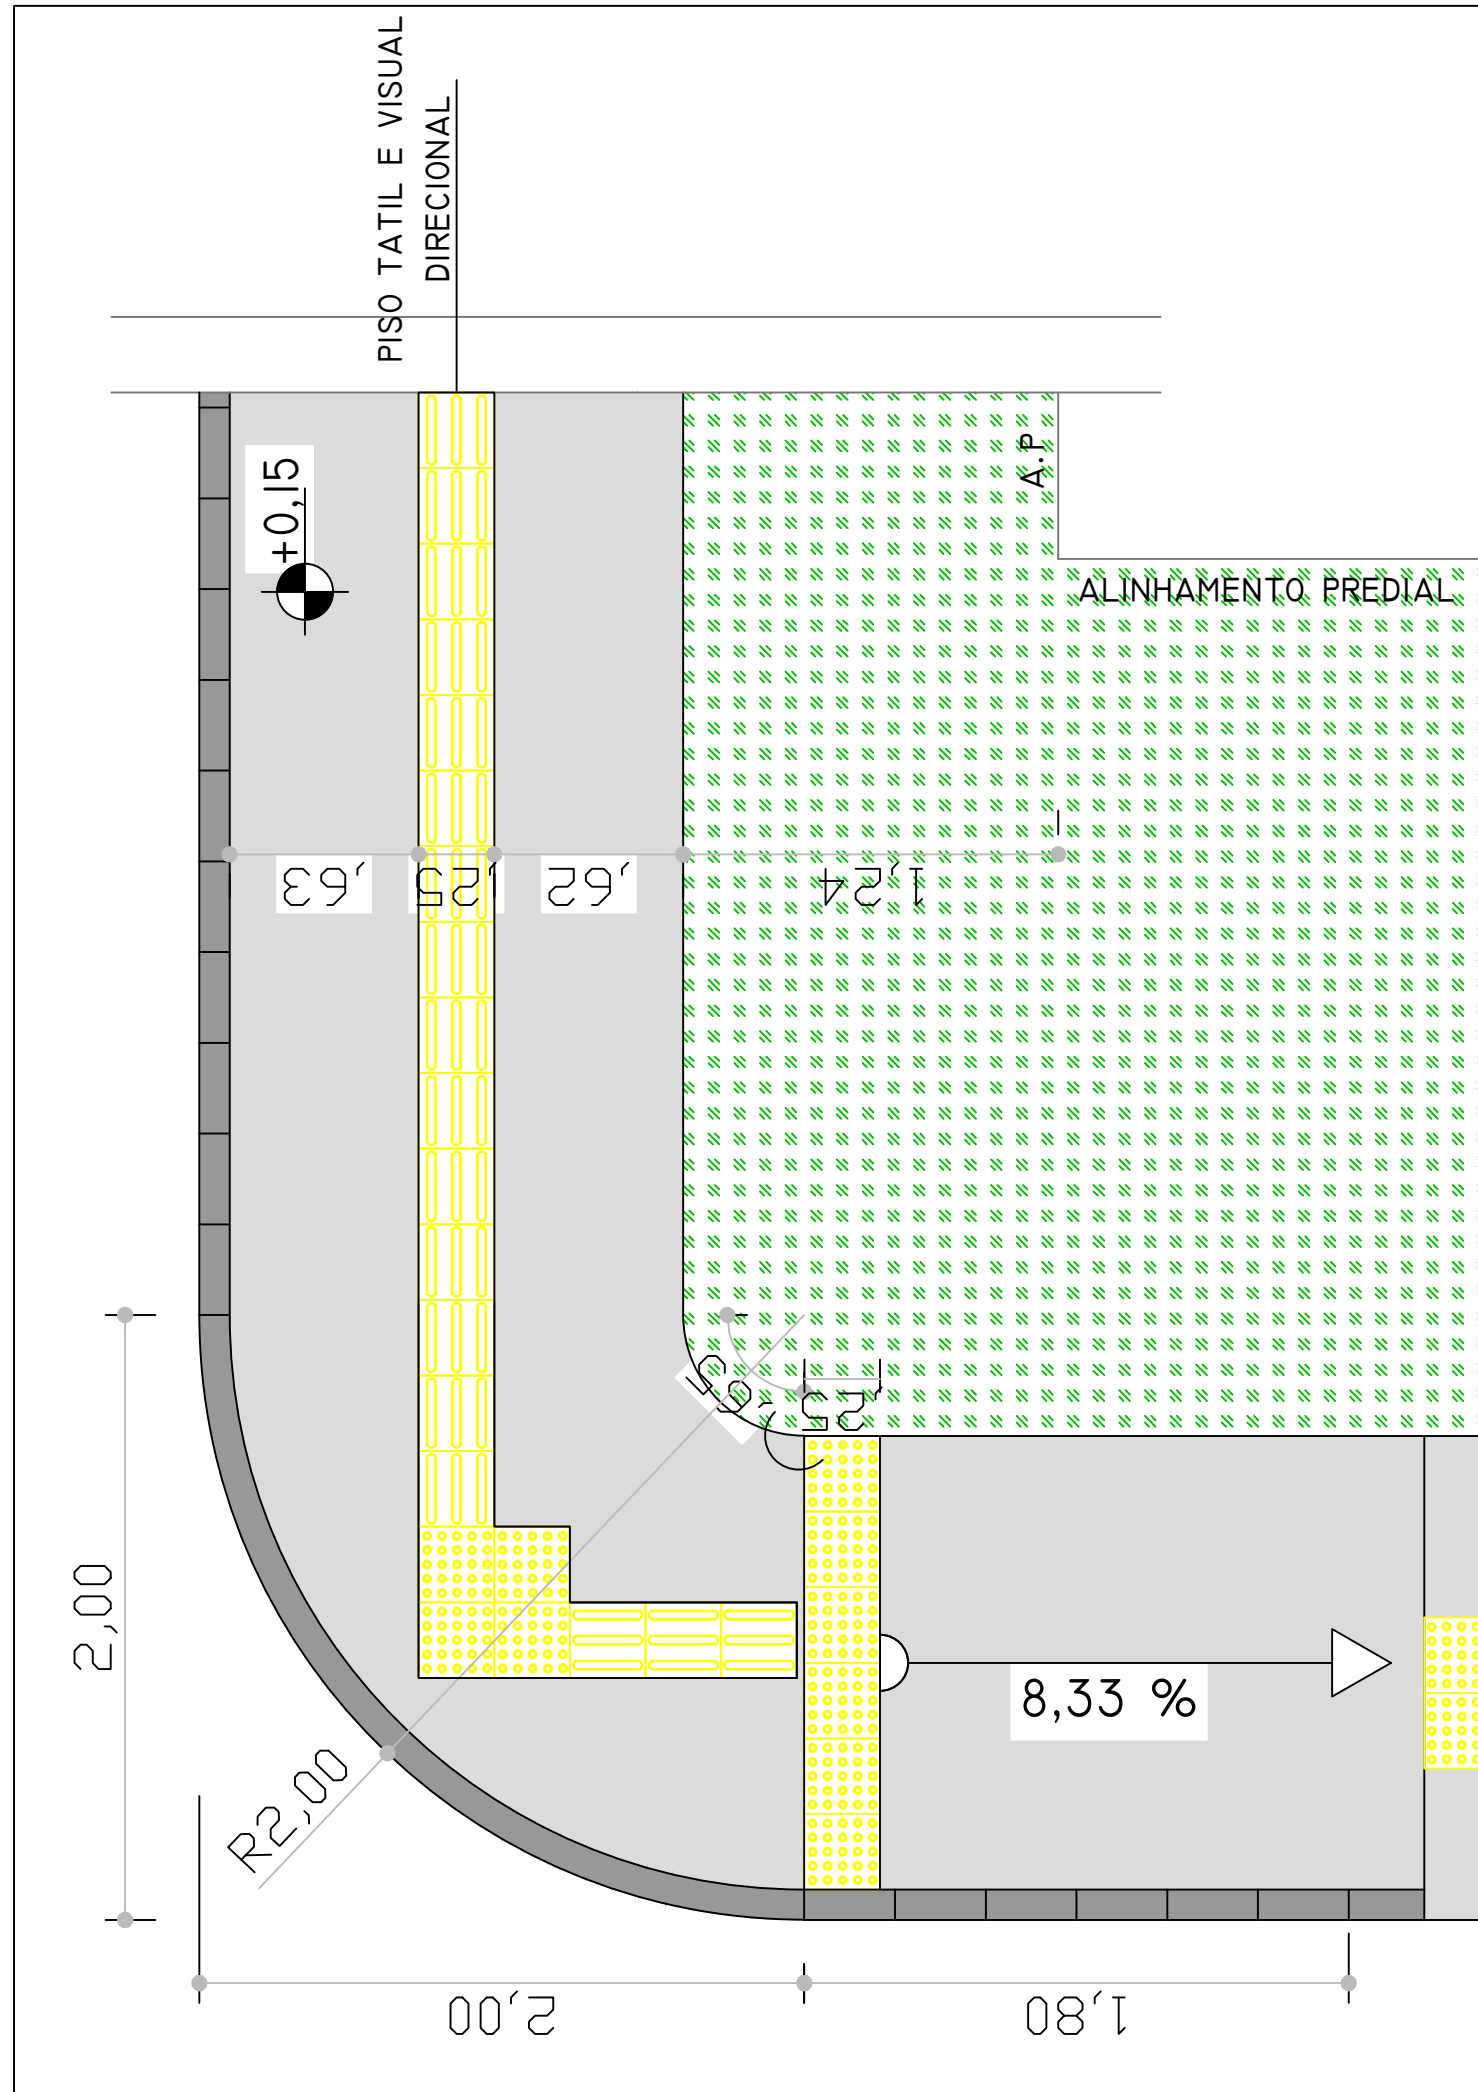 PISO TATIL E VISUAL
DIRECIONAL
+0,15
A.P
ALINHAMENTO PREDIAL
,63
,25
,62
1,24
,63
,25
2,00
8,33 %
R2,00
2,00
1,80